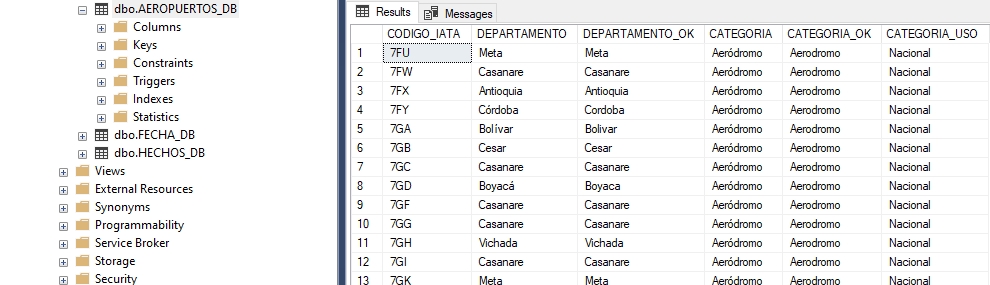 dbo.AEROPUERTOS_DB
Columns
Keys
Constraints
Triggers
Indexes
Statistics
dbo.FECHA_DB
dbo.HECHOS_DB
Views
External Resources
Synonyms
Programmability
Service Broker
Storage
Security
Results Messages
CODIGO_IATA DEPARTAMENTO DEPARTAMENTO_OK CATEGORIA CATEGORIA_OK CATEGORIA_USO
1 7FU Meta Meta Aeródromo Aerodromo Nacional
2 7FW Casanare Casanare Aeródromo Aerodromo Nacional
3 7FX Antioquia Antioquia Aeródromo Aerodromo Nacional
4 7FY Córdoba Cordoba Aeródromo Aerodromo Nacional
5 7GA Bolívar Bolivar Aeródromo Aerodromo Nacional
6 7GB Cesar Cesar Aeródromo Aerodromo Nacional
7 7GC Casanare Casanare Aeródromo Aerodromo Nacional
8 7GD Boyacá Boyaca Aeródromo Aerodromo Nacional
9 7GF Casanare Casanare Aeródromo Aerodromo Nacional
10 7GG Casanare Casanare Aeródromo Aerodromo Nacional
11 7GH Vichada Vichada Aeródromo Aerodromo Nacional
12 7GI Casanare Casanare Aeródromo Aerodromo Nacional
13 7GK Meta Meta Aeródromo Aerodromo Nacional